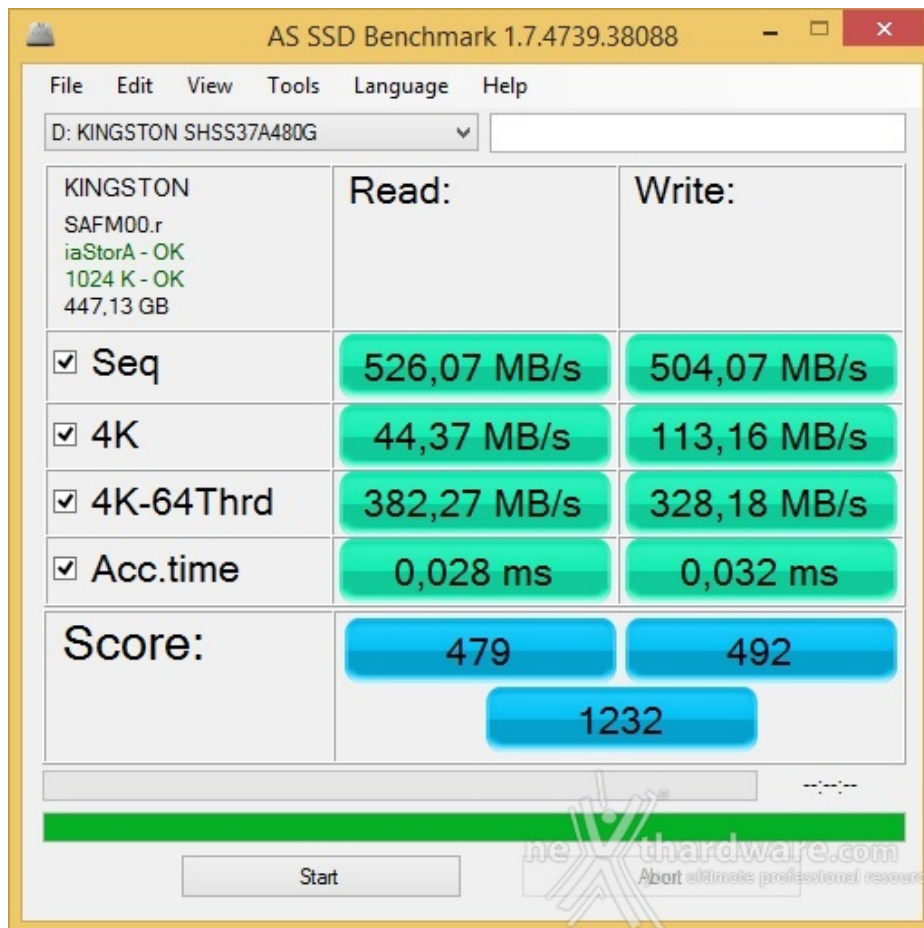 AS SSD Benchmark 1.7.4739.38088
File Edit View Tools Language Help
D: KINGSTON SHSS37A480G
KINGSTON
SAFM00.r
iaStorA - OK
1024 K - OK
447,13 GB
Read:
Write:
Seq 526,07 MB/s 504,07 MB/s
4K 44,37 MB/s 113,16 MB/s
4K-64Thrd 382,27 MB/s 328,18 MB/s
Acc.time 0,028 ms 0,032 ms
Score: 479 492
1232
--:--:--
Start
Abort
nexthardware.com
ultimate professional resource